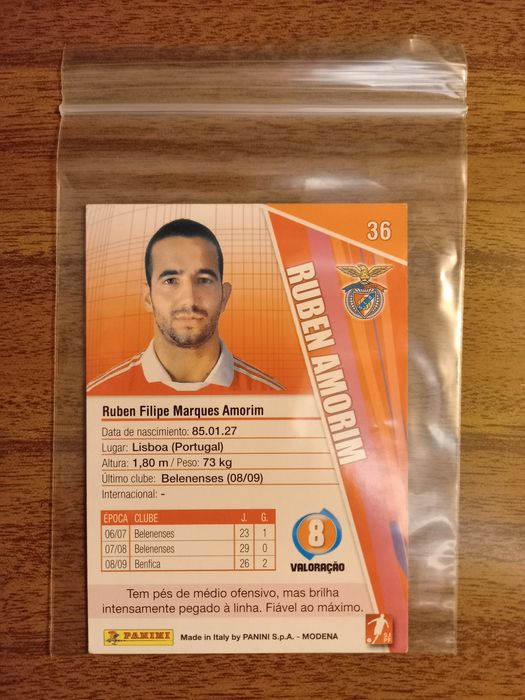 36
RUBEN AMORIM
Ruben Filipe Marques Amorim
Data de nascimiento: 85.01.27
Lugar: Lisboa (Portugal)
Altura: 1,80 m / Peso: 73 kg
Último clube: Belenenses (08/09)
Internacional: -
ÉPOCA CLUBE J. G.
06/07 Belenenses 23 1
07/08 Belenenses 29 0
08/09 Benfica 26 2
8
VALORAÇÃO
Tem pés de médio ofensivo, mas brilha
intensamente pegado à linha. Fiável ao máximo.
PANINI
Made in Italy by PANINI S.p.A. - MODENA